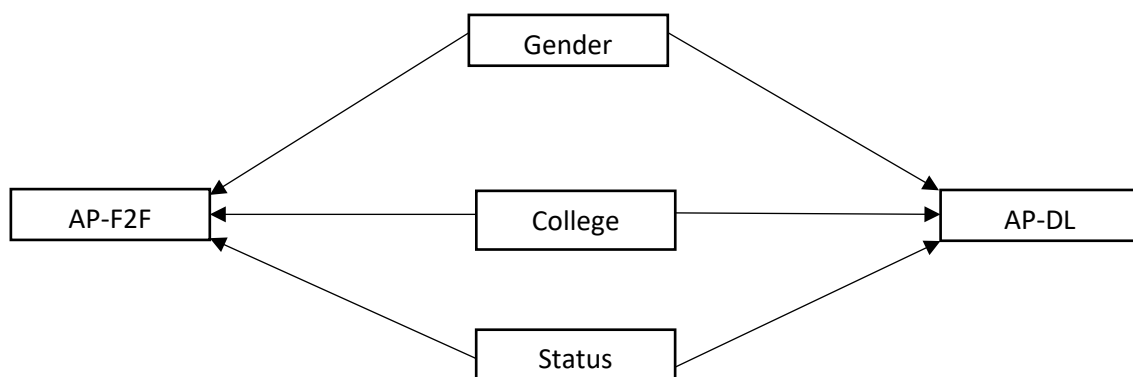 Gender
AP-F2F
College
AP-DL
Status